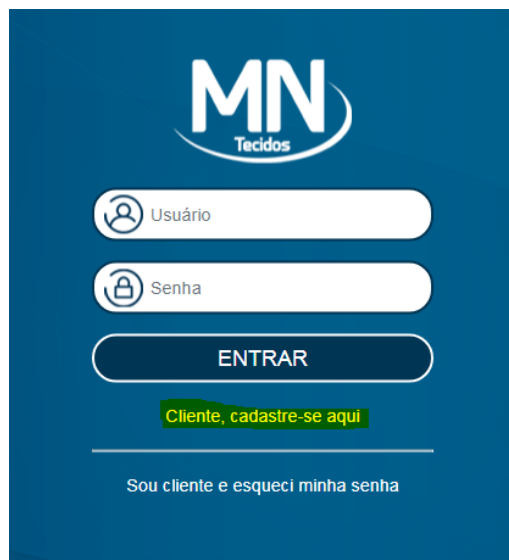 MN
Tecidos
Usuário
Senha
ENTRAR
Cliente, cadastre-se aqui
Sou cliente e esqueci minha senha